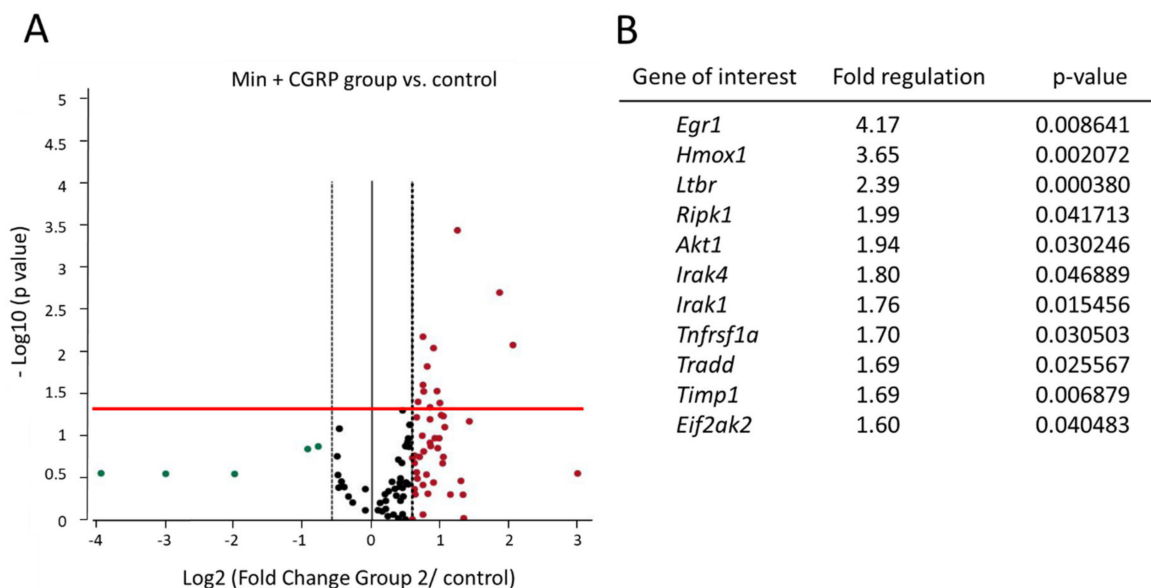 A
Min + CGRP group vs. control
5
4.5
4
3.5
3
2.5
2
1.5
1
0.5
0
- Log10 (p value)
-4 -3 -2 -1 0 1 2 3
Log2 (Fold Change Group 2/ control)
B
Gene of interest Fold regulation p-value
Egr1 4.17 0.008641
Hmox1 3.65 0.002072
Ltbr 2.39 0.000380
Ripk1 1.99 0.041713
Akt1 1.94 0.030246
Irak4 1.80 0.046889
Irak1 1.76 0.015456
Tnfrsf1a 1.70 0.030503
Tradd 1.69 0.025567
Timp1 1.69 0.006879
Eif2ak2 1.60 0.040483